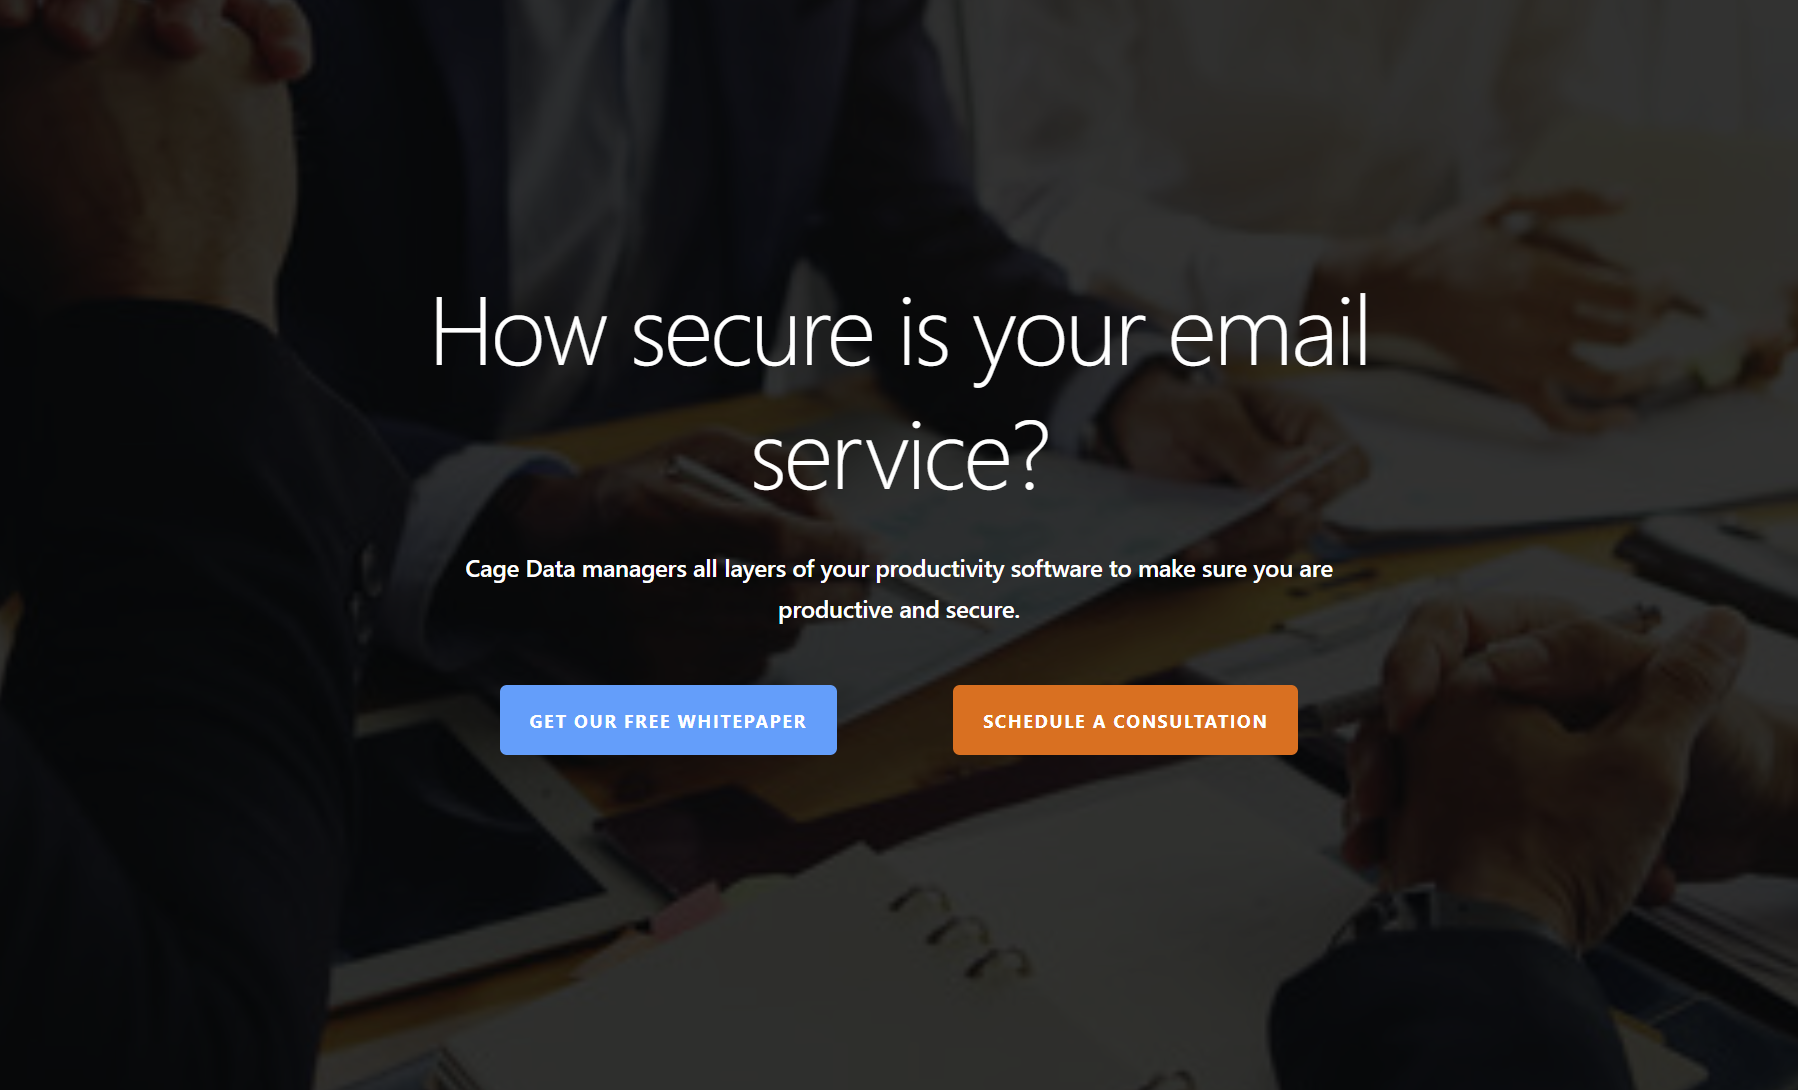 How secure is your email
service?
Cage Data managers all layers of your productivity software to make sure you are
productive and secure.
GET OUR FREE WHITEPAPER
SCHEDULE A CONSULTATION